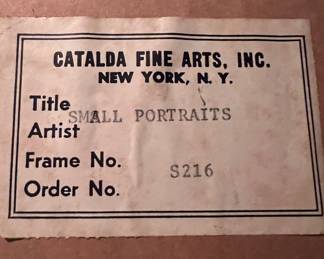 CATALDA FINE ARTS, INC.
NEW YORK, N. Y.
Title
SMALL PORTRAITS
Artist
Frame No.
S216
Order No.